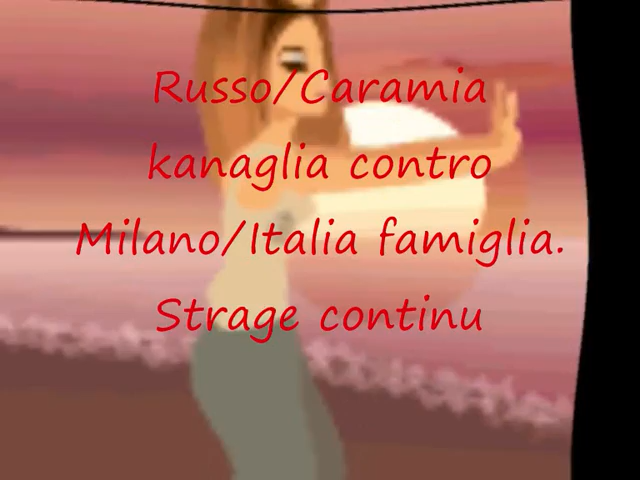 Russo/Caramia
kanaglia contro
Milano/Italia famiglia.
Strage continu